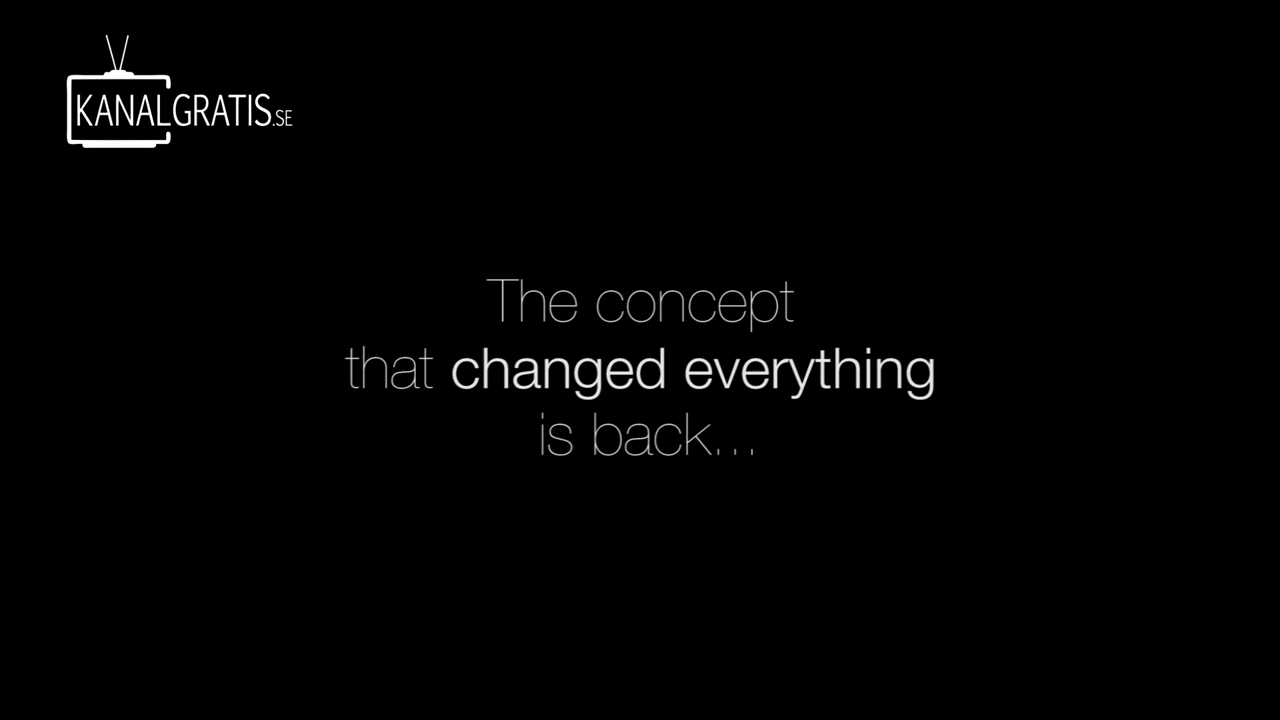 KANALGRATIS.SE
The concept
that changed everything
is back...